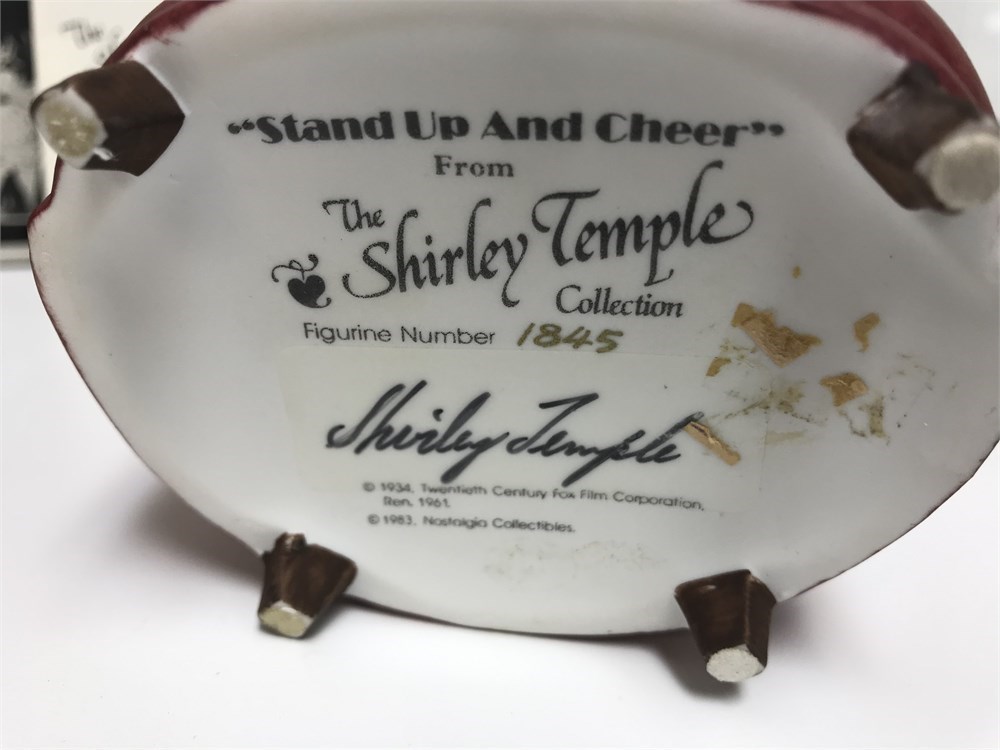 The
"Stand Up And Cheer"
From
The
Shirley Temple
Collection
Figurine Number 1845
Shirley Temple
© 1934, Twentieth Century Fox Film Corporation,
Ren. 1961.
© 1983, Nostalgia Collectibles.